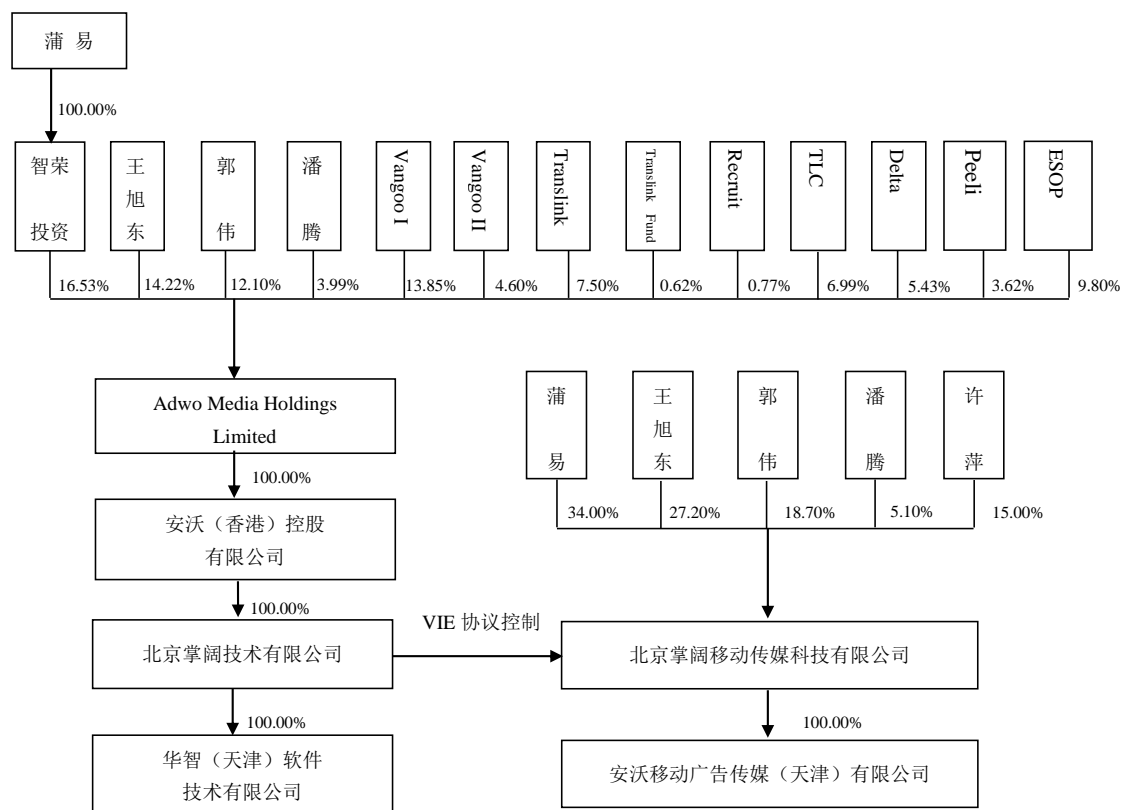 蒲 易
100.00%
智荣投资
王旭东
郭伟
潘腾
Vangoo I
Vangoo II
Translink
Translink Fund
Recruit
TLC
Delta
Peeli
ESOP
16.53%
14.22%
12.10%
3.99%
13.85%
4.60%
7.50%
0.62%
0.77%
6.99%
5.43%
3.62%
9.80%
Adwo Media Holdings
Limited
100.00%
安沃（香港）控股
有限公司
100.00%
北京掌阔技术有限公司
100.00%
华智（天津）软件
技术有限公司
蒲易
王旭东
郭伟
潘腾
许萍
34.00%
27.20%
18.70%
5.10%
15.00%
VIE 协议控制
北京掌阔移动传媒科技有限公司
100.00%
安沃移动广告传媒（天津）有限公司